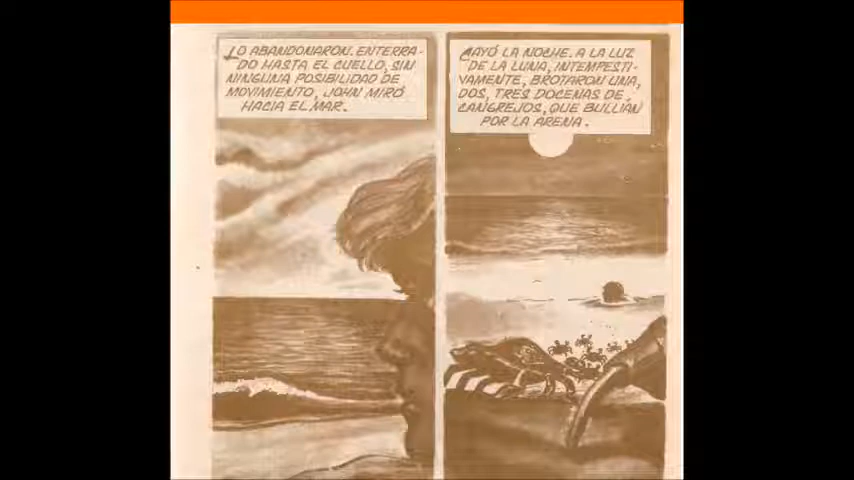 LO ABANDONARON. ENTERRA-
DO HASTA EL CUELLO, SIN
NINGUNA POSIBILIDAD DE
MOVIMIENTO, JOHN MIRÓ
HACIA EL MAR.
CAYÓ LA NOCHE. A LA LUZ
DE LA LUNA, INTEMPESTI-
VAMENTE, BROTARON UNA,
DOS, TRES DOCENAS DE
CANGREJOS, QUE BULLÍAN
POR LA ARENA.